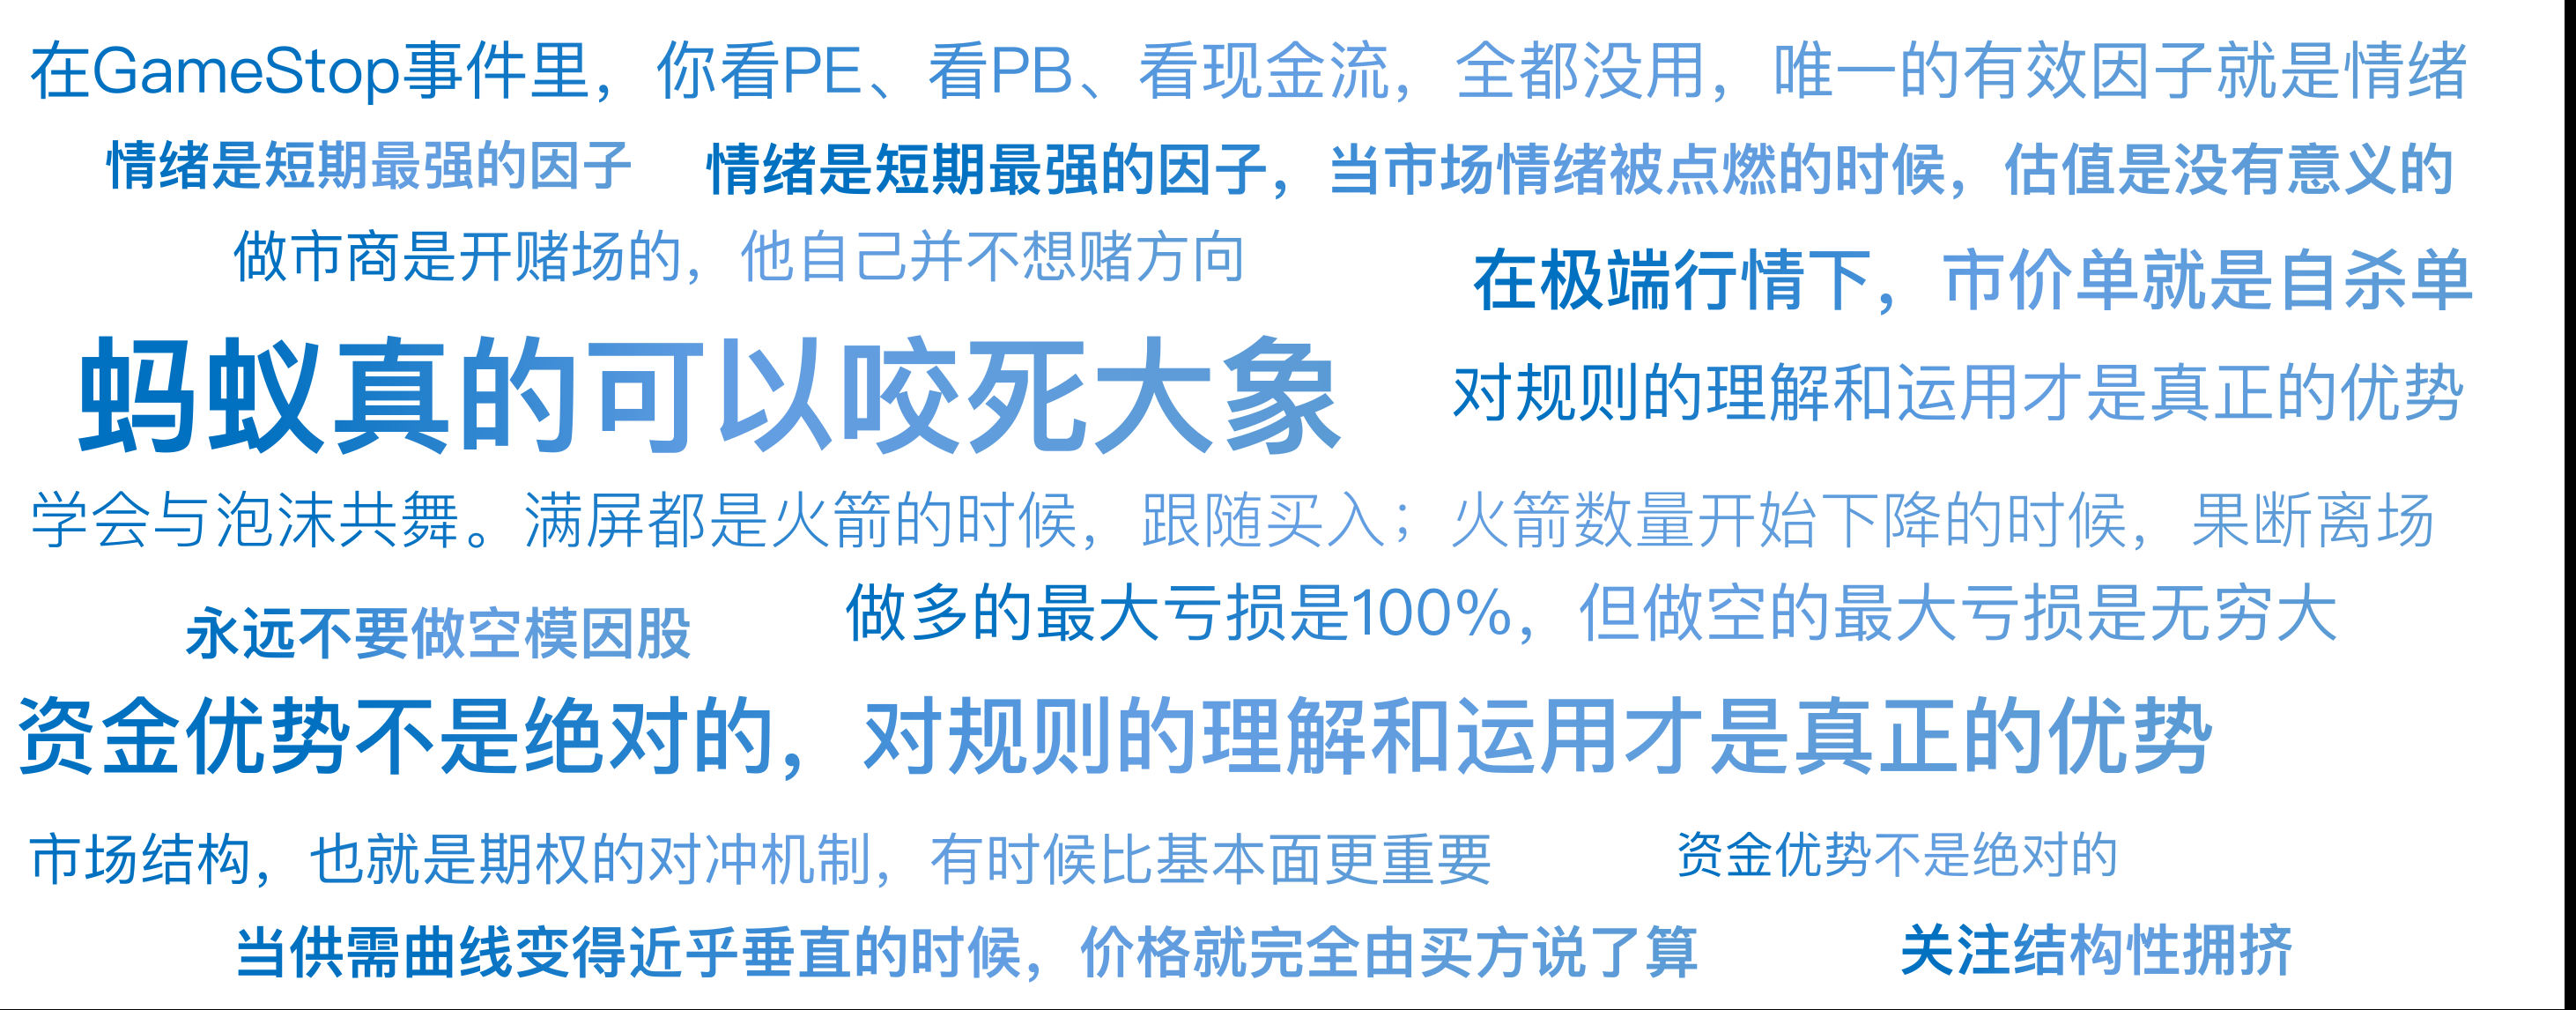 在GameStop事件里，你看PE、看PB、看现金流，全都没用，唯一的有效因子就是情绪
情绪是短期最强的因子
情绪是短期最强的因子，当市场情绪被点燃的时候，估值是没有意义的
做市商是开赌场的，他自己并不想赌方向
在极端行情下，市价单就是自杀单
蚂蚁真的可以咬死大象
对规则的理解和运用才是真正的优势
学会与泡沫共舞。满屏都是火箭的时候，跟随买入；火箭数量开始下降的时候，果断离场
永远不要做空模因股
做多的最大亏损是100%，但做空的最大亏损是无穷大
资金优势不是绝对的，对规则的理解和运用才是真正的优势
市场结构，也就是期权的对冲机制，有时候比基本面更重要
资金优势不是绝对的
当供需曲线变得近乎垂直的时候，价格就完全由买方说了算
关注结构性拥挤